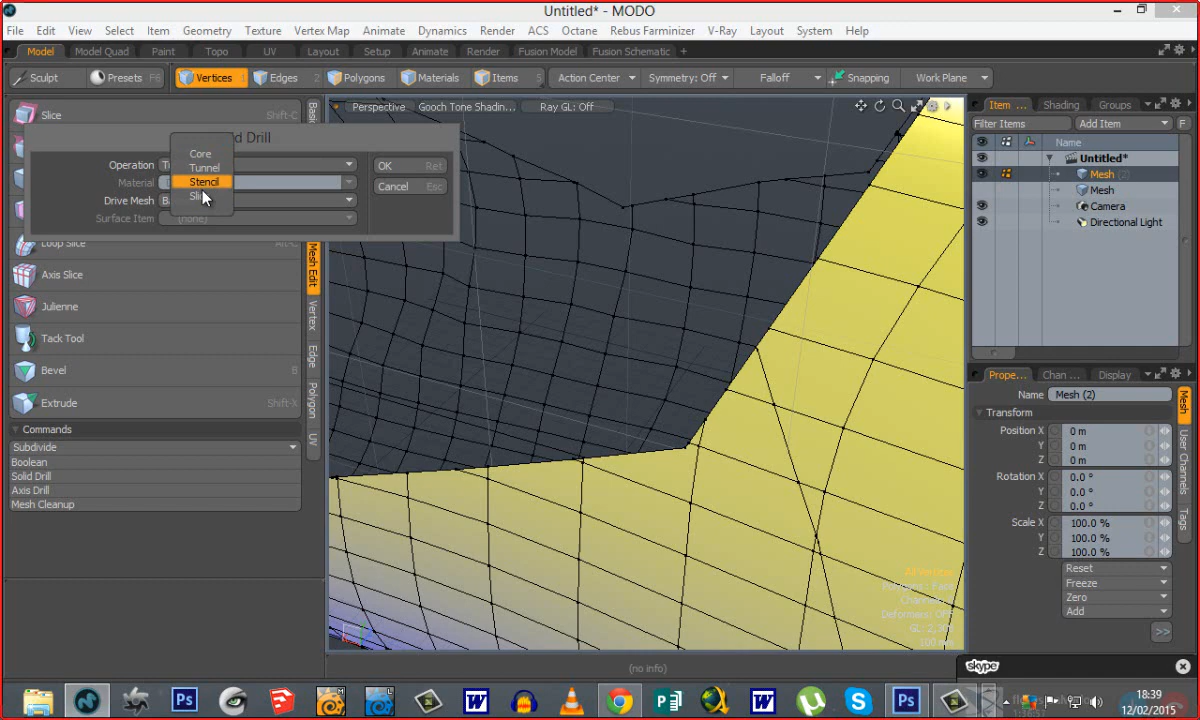 Untitled* - MODO
File Edit View Select Item Geometry Texture Vertex Map Animate Dynamics Render ACS Octane Rebus Farminizer V-Ray Layout System Help
Model Model Quad Paint Topo UV Layout Setup Animate Render Fusion Model Fusion Schematic +
Sculpt Presets F6 Vertices 1 Edges 2 Polygons Materials Items 5 Action Center Symmetry: Off Falloff Snapping Work Plane
Slice Shift-C
Perspective Gooch Tone Shadin... Ray GL: Off
Item ... Shading Groups
Filter Items Add Item F
Name
Untitled*
Mesh (2)
Mesh
Camera
Directional Light
Drill
Operation
Core
Tunnel
Stencil
Material
Drive Mesh
Surface Item (none)
OK Ret
Cancel Esc
Loop Slice Alt-C
Axis Slice
Julienne
Tack Tool
Bevel B
Extrude Shift-X
Commands
Subdivide
Boolean
Solid Drill
Axis Drill
Mesh Cleanup
Mesh Edit
Vertex
Edge
Polygon
UV
Prope... Chan ... Display
Name Mesh (2)
Transform
Position X 0 m
Y 0 m
Z 0 m
Rotation X 0.0 °
Y 0.0 °
Z 0.0 °
Scale X 100.0 %
Y 100.0 %
Z 100.0 %
Reset
Freeze
Zero
Add
>>
Mesh
User Channels
Tags
(no info)
skype
18:39
12/02/2015